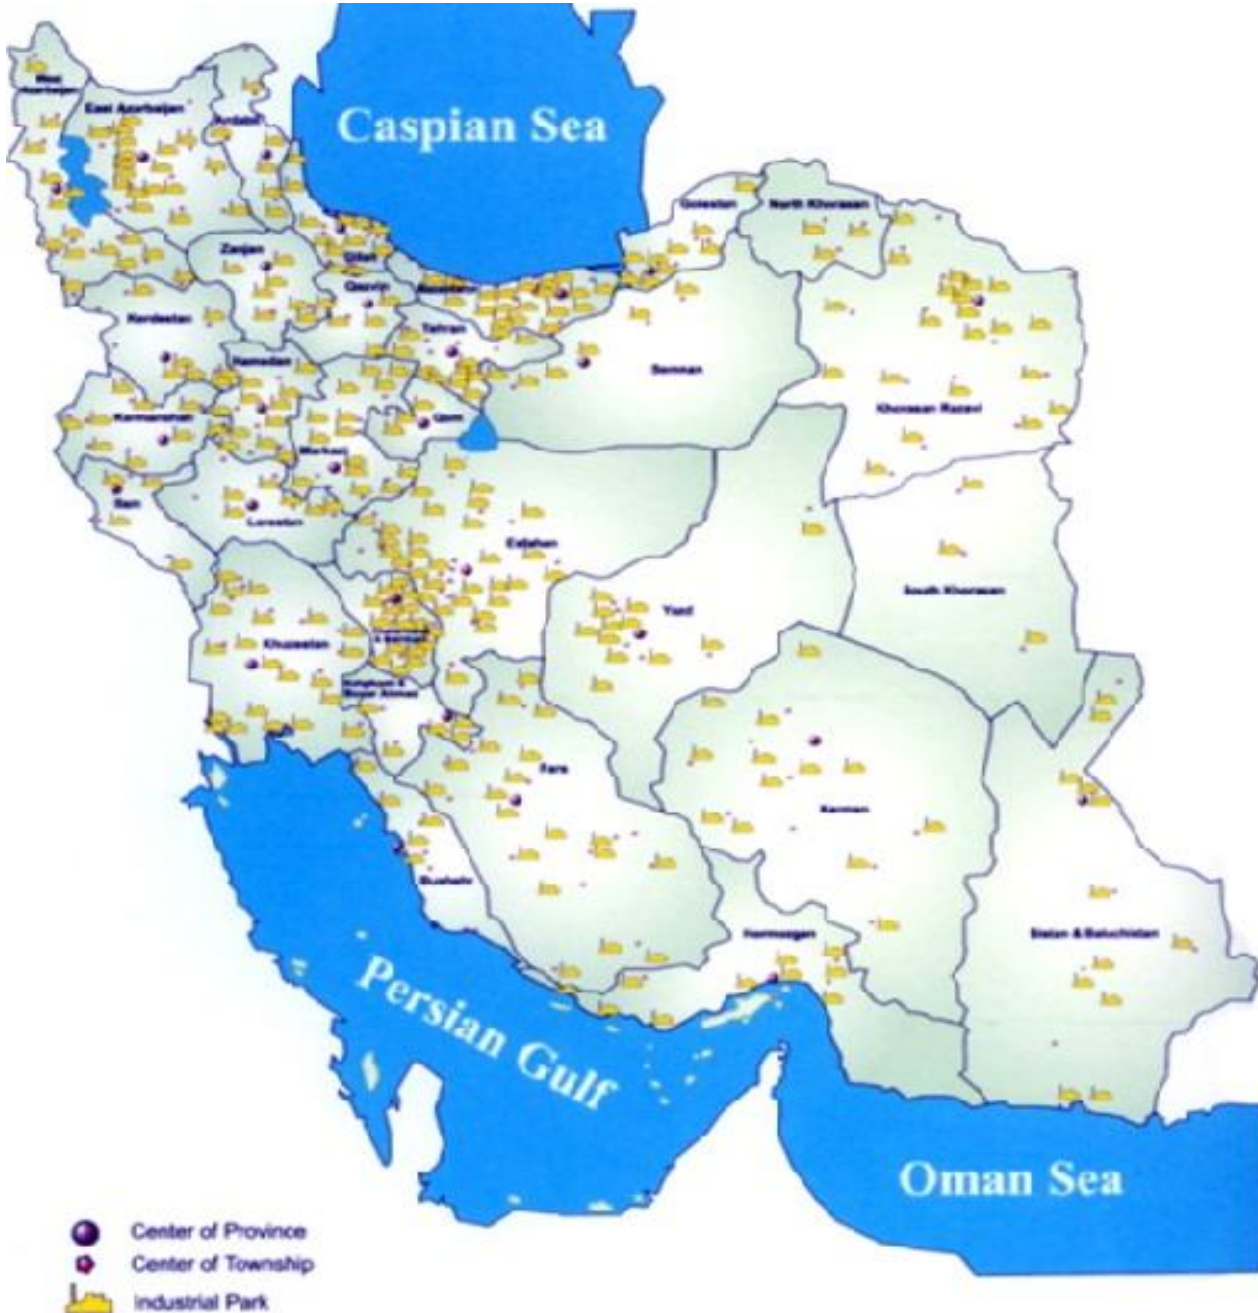 West
Azarbaijan
East Azarbaijan
Ardabil
Caspian Sea
Golestan
North Khorasan
Zanjan
Gilan
Qazvin
Mazandaran
Kordestan
Tehran
Hamedan
Semnan
Kermanshah
Qom
Khorasan Razavi
Markazi
Ilam
Lorestan
Esfahan
South Khorasan
Yazd
Khuzestan
Boyer Ahmad
Fars
Kerman
Bushehr
Hormozgan
Sistan & Baluchistan
Persian Gulf
Oman Sea
Center of Province
Center of Township
Industrial Park